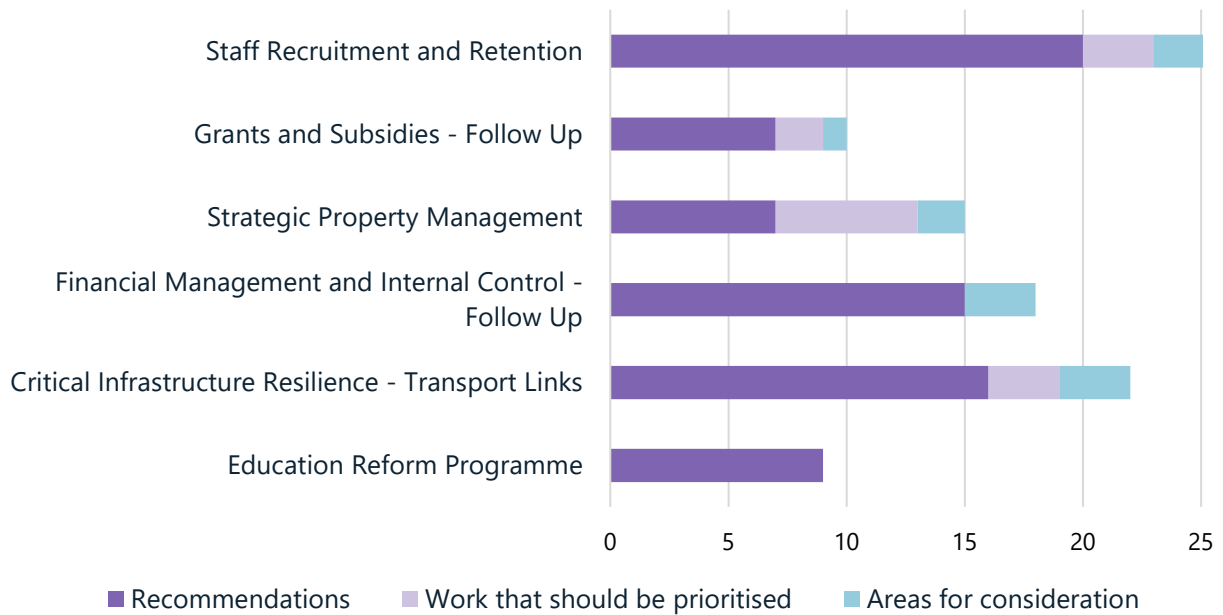 Staff Recruitment and Retention
Grants and Subsidies - Follow Up
Strategic Property Management
Financial Management and Internal Control -
Follow Up
Critical Infrastructure Resilience - Transport Links
Education Reform Programme
0 5 10 15 20 25
Recommendations Work that should be prioritised Areas for consideration